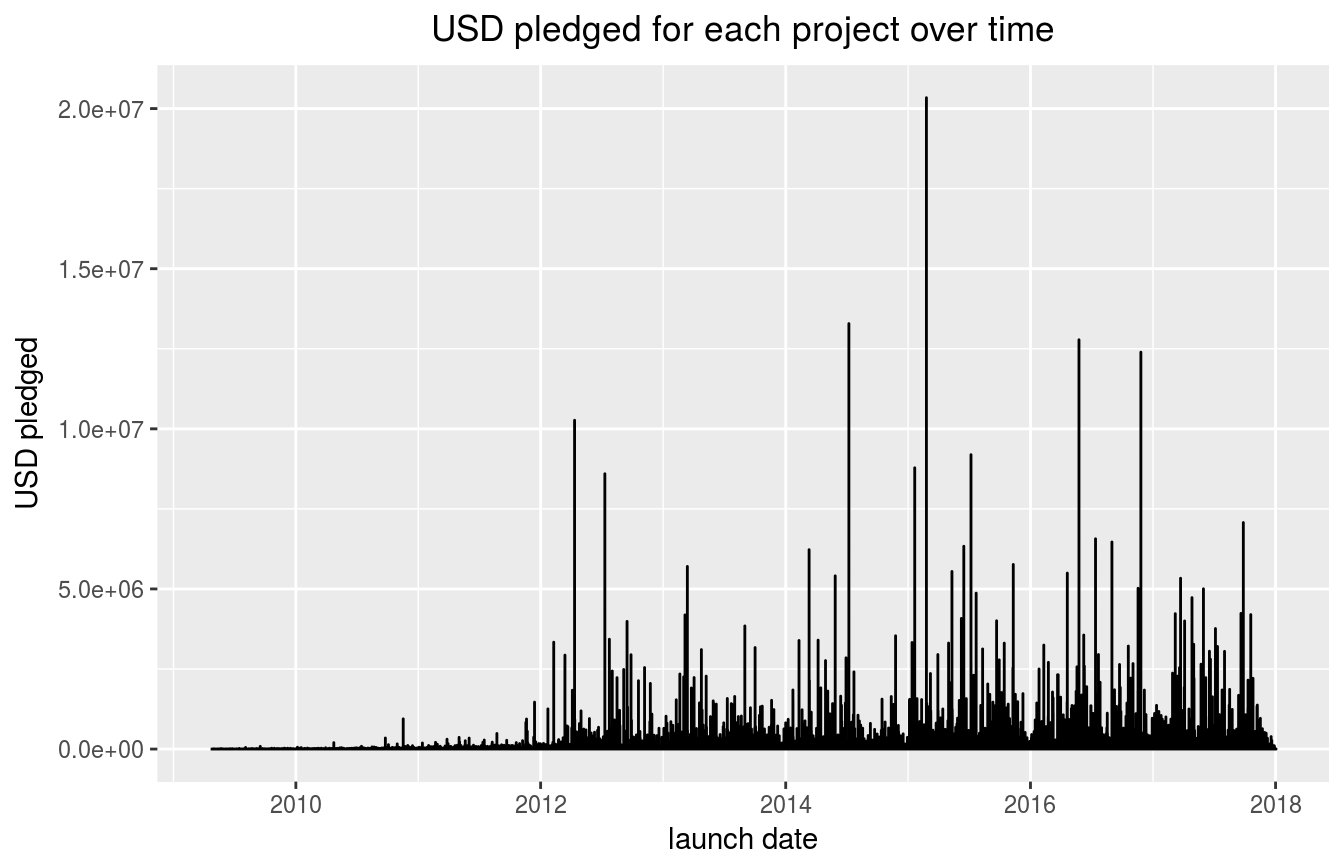 USD pledged for each project over time
USD pledged
2.0e+07
1.5e+07
1.0e+07
5.0e+06
0.0e+00
2010 2012 2014 2016 2018
launch date